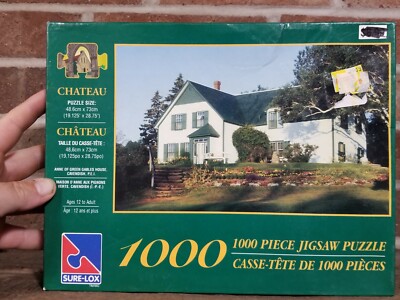 CHATEAU
PUZZLE SIZE:
48.6cm x 73cm
(19.125" x 28.75")
CHÂTEAU
TAILLE DU CASSE-TÊTE :
48.6cm x 73cm
(19.125po x 28.75po)
ANNE OF GREEN GABLES HOUSE,
CAVENDISH, P.E.I.
MAISON D'ANNE AUX PIGNONS
VERTS, CAVENDISH (Î.-P.-É.)
Ages 12 to Adult
Âge : 12 ans et plus
SURE-LOX
1000
1000 PIECE JIGSAW PUZZLE
CASSE-TÊTE DE 1000 PIÈCES